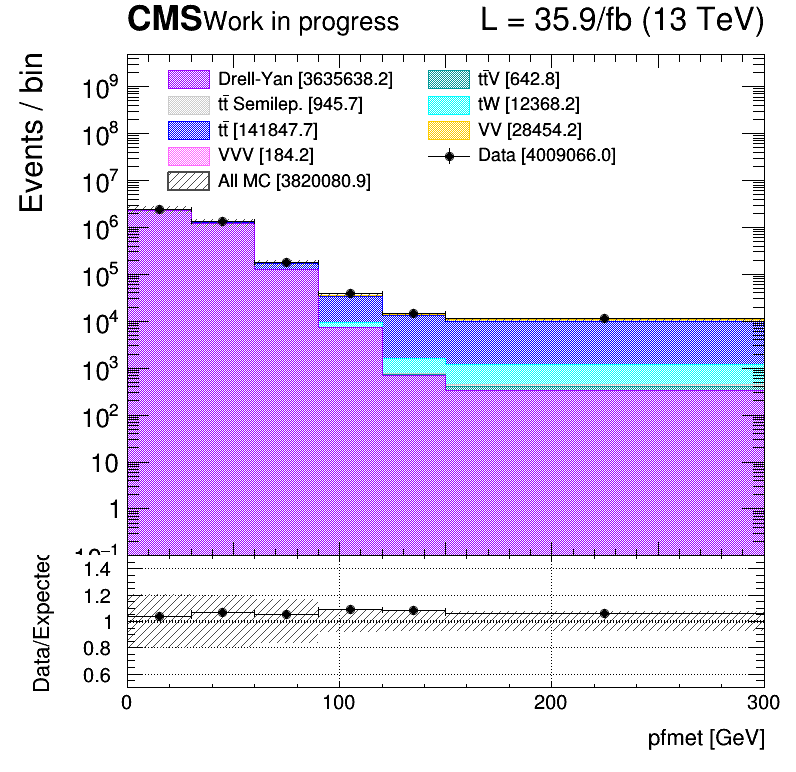 CMS Work in progress L = 35.9/fb (13 TeV)
Events / bin
Drell-Yan [3635638.2]
tt̄ Semilep. [945.7]
tt̄ [141847.7]
VVV [184.2]
All MC [3820080.9]
tt̄V [642.8]
tW [12368.2]
VV [28454.2]
Data [4009066.0]
10⁹
10⁸
10⁷
10⁶
10⁵
10⁴
10³
10²
10
1
10⁻¹
Data/Expected
1.4
1.2
1
0.8
0.6
0 100 200 300
pfmet [GeV]